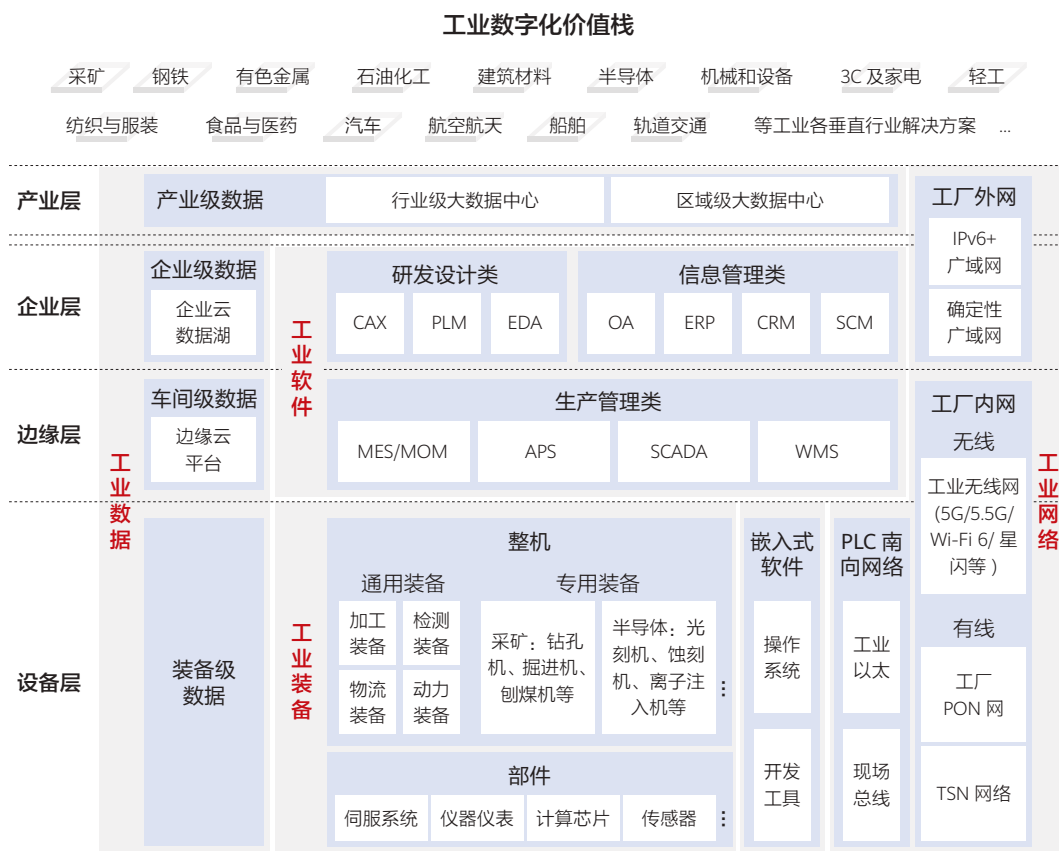 工业数字化价值栈
采矿 钢铁 有色金属 石油化工 建筑材料 半导体 机械和设备 3C 及家电 轻工
纺织与服装 食品与医药 汽车 航空航天 船舶 轨道交通 等工业各垂直行业解决方案 ...
产业层
产业级数据
行业级大数据中心
区域级大数据中心
企业层
企业级数据
企业云
数据湖
研发设计类
CAX
PLM
EDA
信息管理类
OA
ERP
CRM
SCM
工业软件
边缘层
车间级数据
边缘云
平台
生产管理类
MES/MOM
APS
SCADA
WMS
工业数据
设备层
装备级
数据
工业装备
整机
通用装备
加工
装备
检测
装备
物流
装备
动力
装备
专用装备
采矿：钻孔
机、掘进机、
刨煤机等
半导体：光
刻机、蚀刻
机、离子注
入机等
⋮
部件
伺服系统
仪器仪表
计算芯片
传感器
⋮
嵌入式
软件
操作
系统
开发
工具
PLC 南
向网络
工业
以太
现场
总线
工厂外网
IPv6+
广域网
确定性
广域网
工厂内网
无线
工业无线网
(5G/5.5G/
Wi-Fi 6/ 星
闪等 )
有线
工厂
PON 网
TSN 网络
工业网络